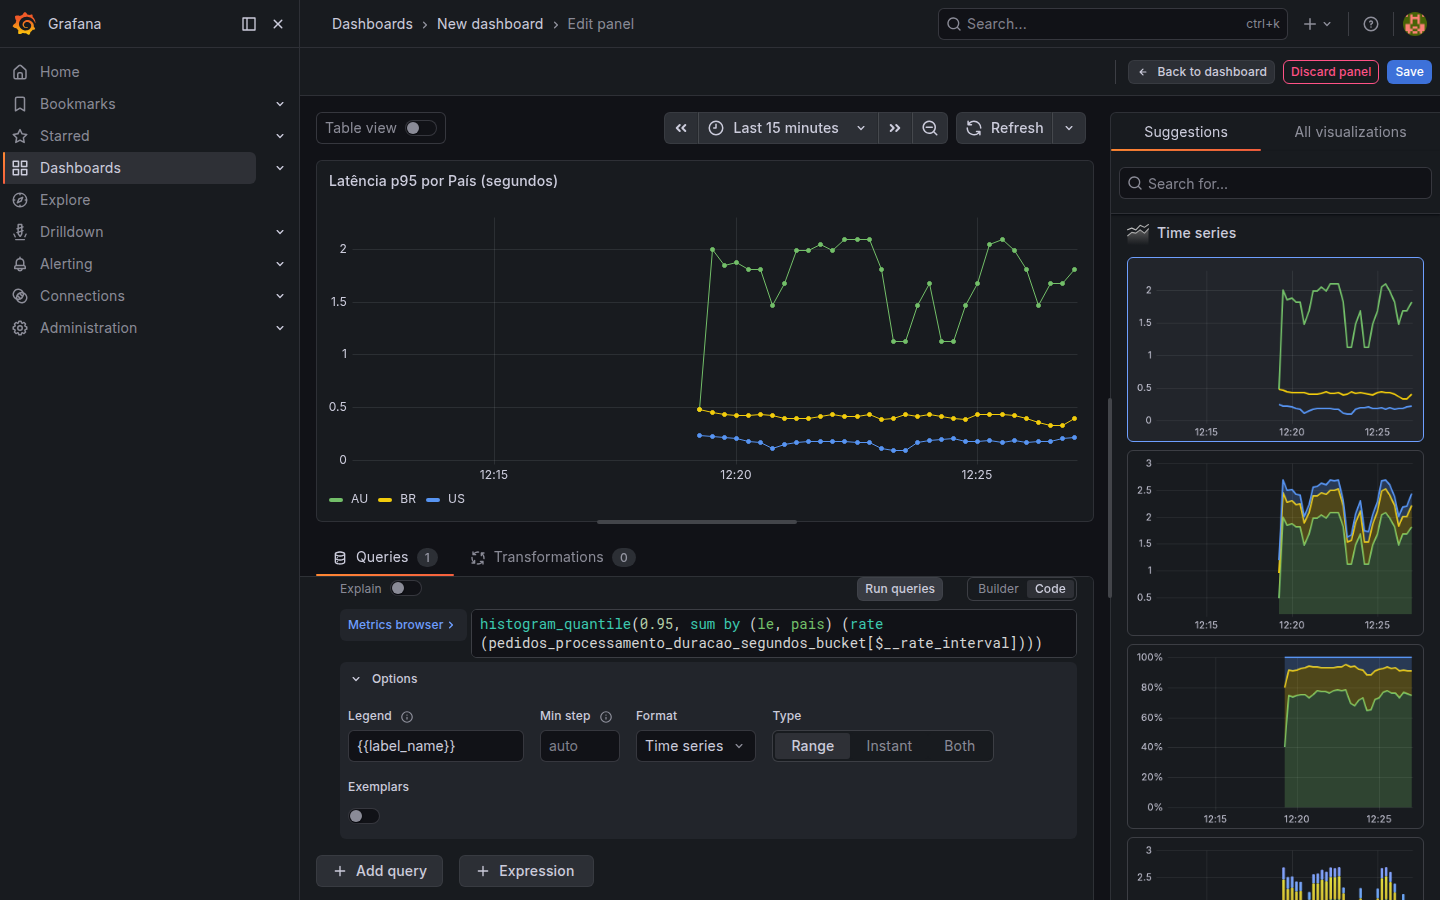 Grafana
Dashboards › New dashboard › Edit panel
Search...
ctrl+k
Home
Bookmarks
Starred
Dashboards
Explore
Drilldown
Alerting
Connections
Administration
Back to dashboard
Discard panel
Save
Table view
Last 15 minutes
Refresh
Latência p95 por País (segundos)
2
1.5
1
0.5
0
12:15
12:20
12:25
AU
BR
US
Queries 1
Transformations 0
Explain
Run queries
Builder
Code
Metrics browser ›
histogram_quantile(0.95, sum by (le, pais) (rate
(pedidos_processamento_duracao_segundos_bucket[$__rate_interval])))
Options
Legend
Min step
Format
Type
{{label_name}}
auto
Time series
Range
Instant
Both
Exemplars
Add query
Expression
Suggestions
All visualizations
Search for...
Time series
2
1.5
1
0.5
0
12:15
12:20
12:25
3
2.5
2
1.5
1
0.5
12:15
12:20
12:25
100%
80%
60%
40%
20%
0%
12:15
12:20
12:25
3
2.5